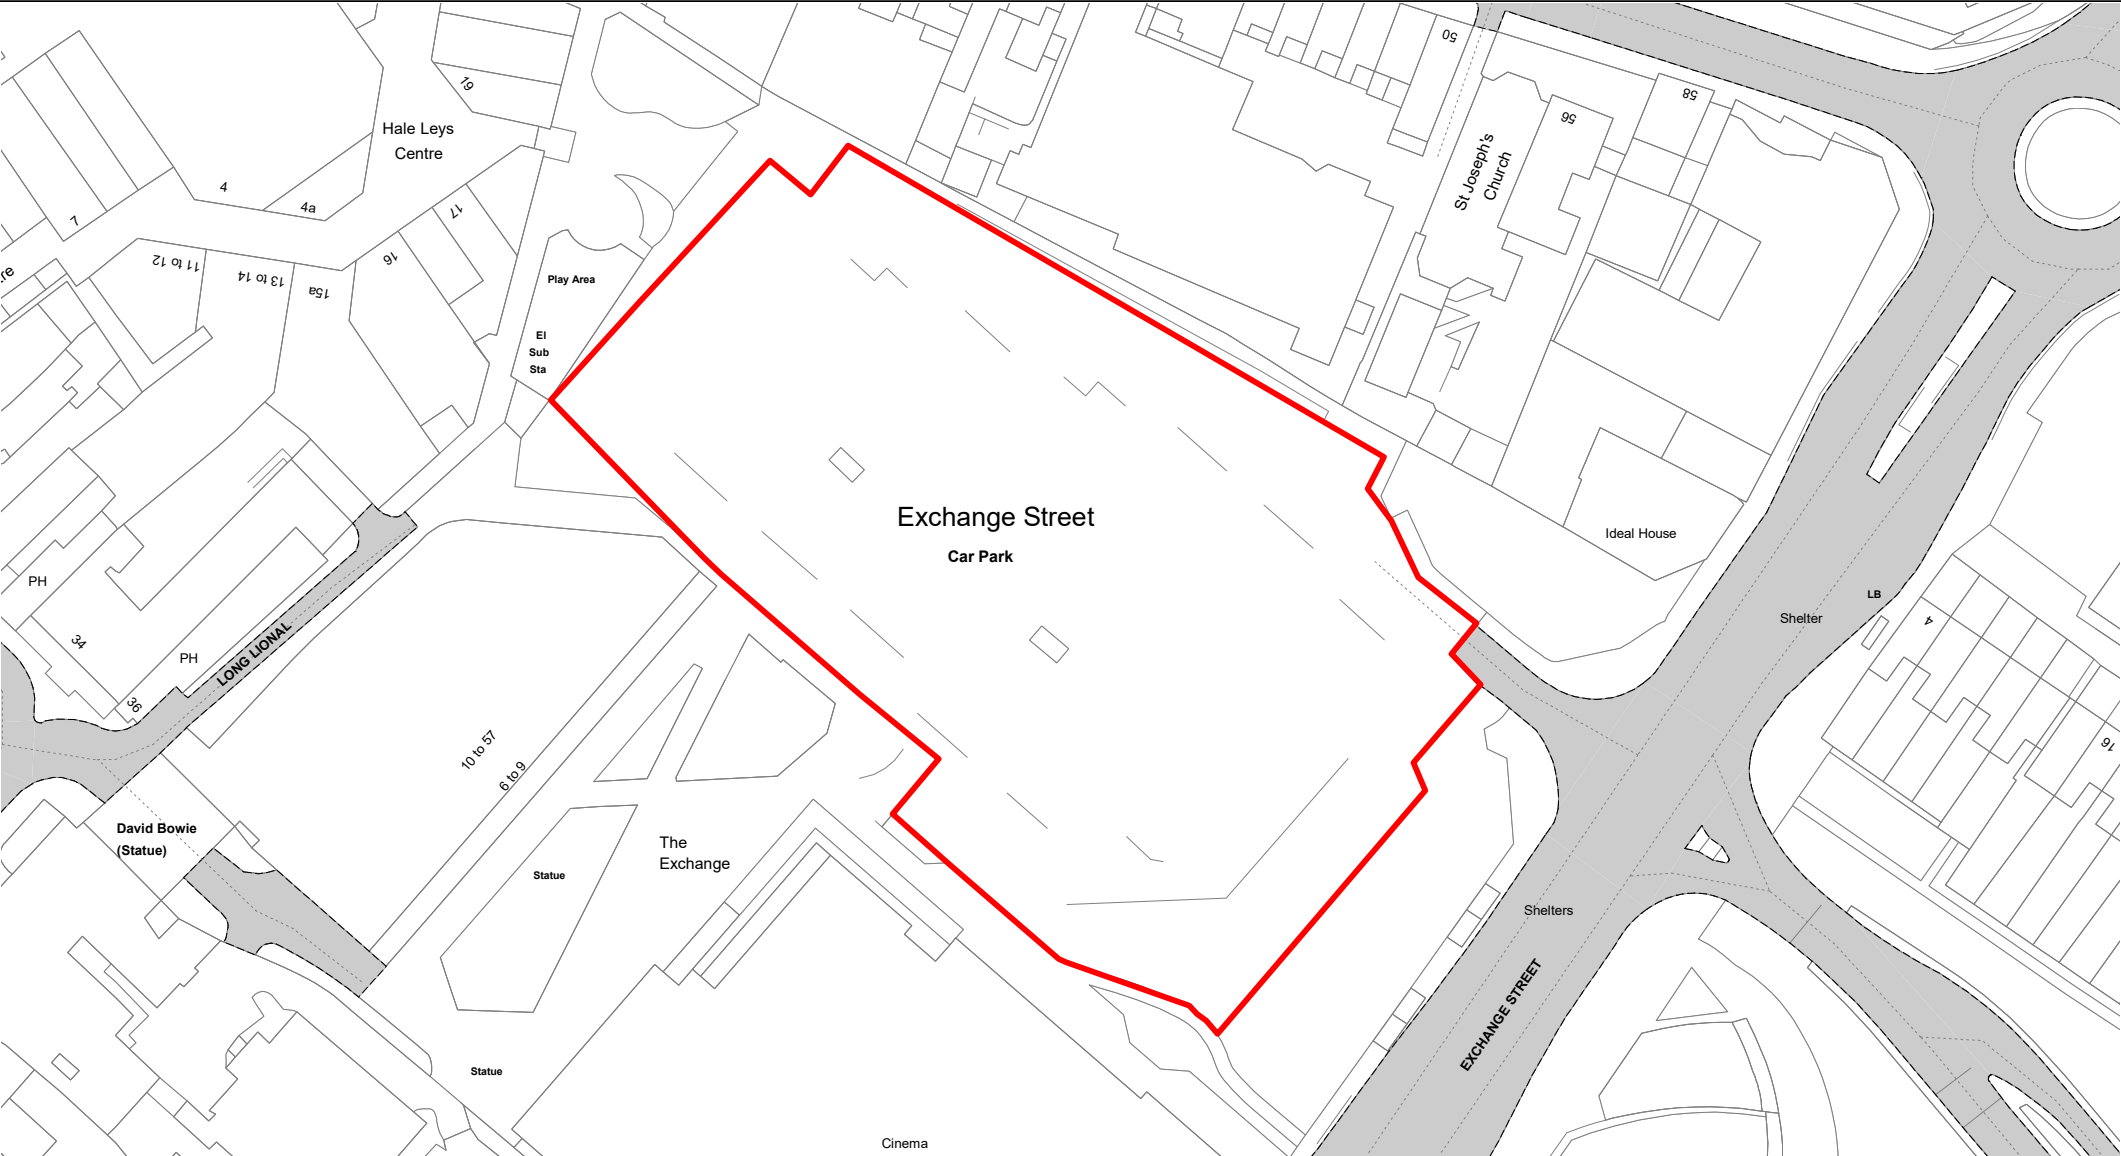 50
19
58
56
Hale Leys
Centre
St Joseph's
Church
4
4a
7
17
16
11 to 12
13 to 14
15a
Play Area
El
Sub
Sta
Exchange Street
Car Park
Ideal House
PH
34
PH
36
LONG LIONAL
LB
Shelter
4
16
10 to 57
6 to 9
David Bowie
(Statue)
The
Exchange
Statue
Shelters
EXCHANGE STREET
Statue
Cinema